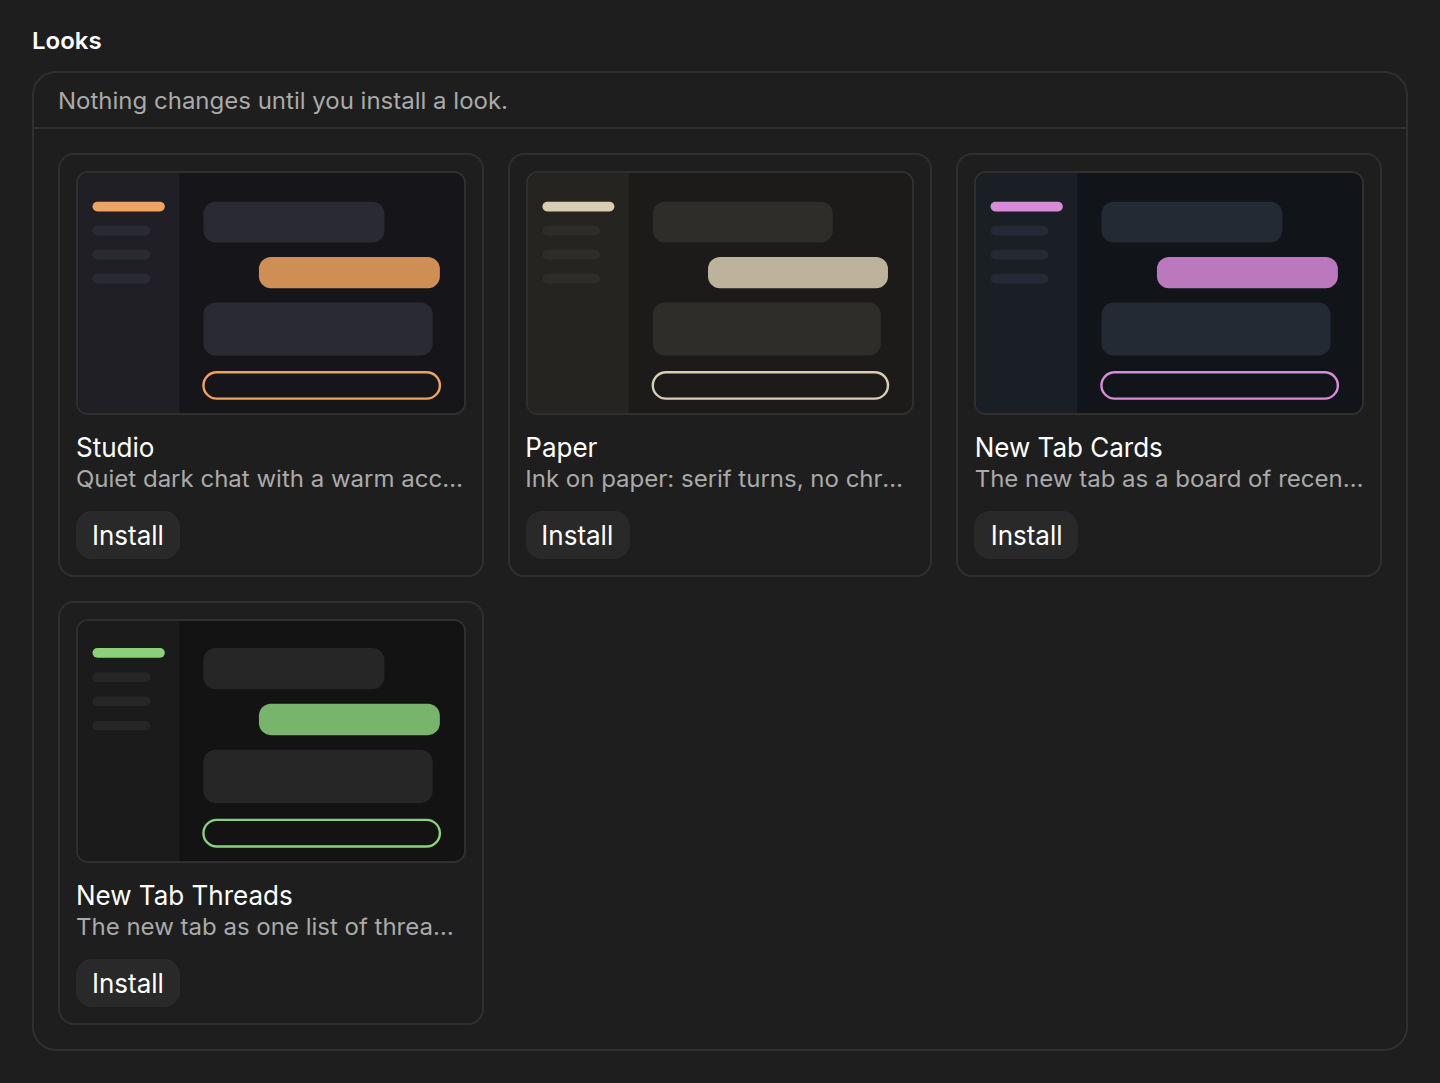 Looks
Nothing changes until you install a look.
Studio
Quiet dark chat with a warm acc...
Install
Paper
Ink on paper: serif turns, no chr...
Install
New Tab Cards
The new tab as a board of recen...
Install
New Tab Threads
The new tab as one list of threa...
Install